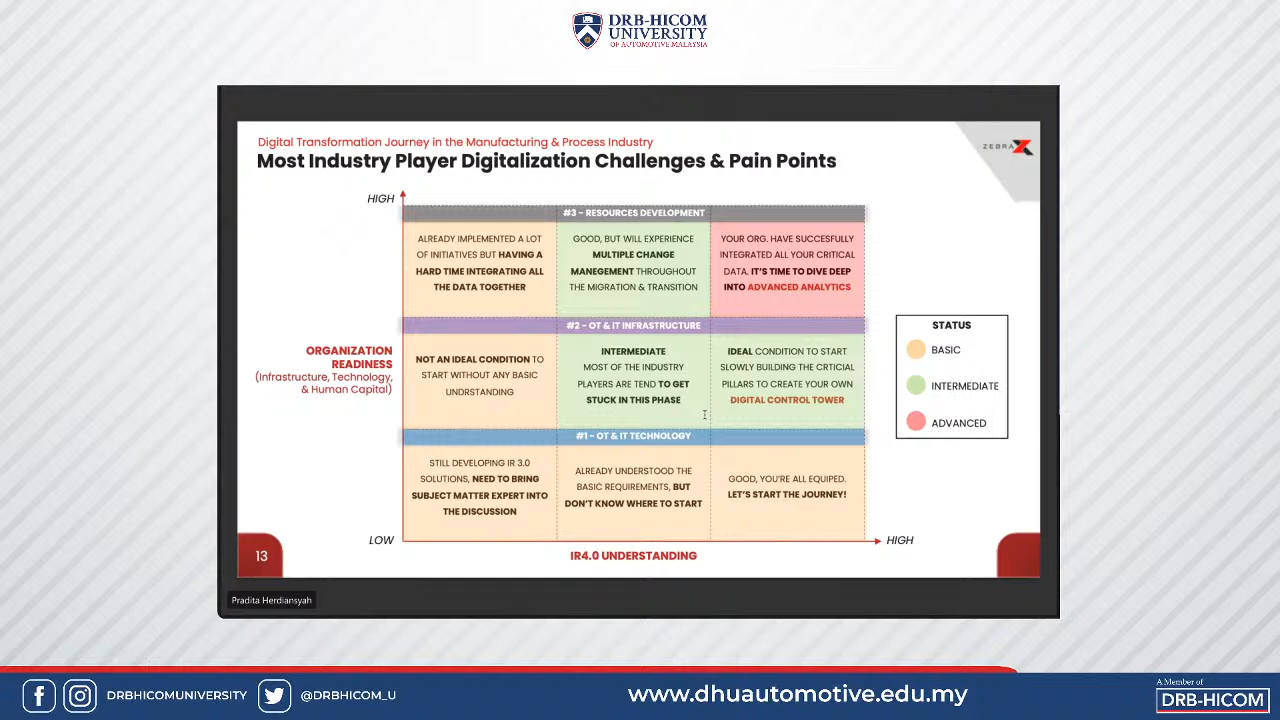 DRB-HICOM
UNIVERSITY
OF AUTOMOTIVE MALAYSIA
Digital Transformation Journey in the Manufacturing & Process Industry
Most Industry Player Digitalization Challenges & Pain Points
ZEBRAX
HIGH
#3 - RESOURCES DEVELOPMENT
ALREADY IMPLEMENTED A LOT
OF INITIATIVES BUT HAVING A
HARD TIME INTEGRATING ALL
THE DATA TOGETHER
GOOD, BUT WILL EXPERIENCE
MULTIPLE CHANGE
MANEGEMENT THROUGHOUT
THE MIGRATION & TRANSITION
YOUR ORG. HAVE SUCCESFULLY
INTEGRATED ALL YOUR CRITICAL
DATA. IT'S TIME TO DIVE DEEP
INTO ADVANCED ANALYTICS
#2 - OT & IT INFRASTRUCTURE
ORGANIZATION
READINESS
(Infrastructure, Technology,
& Human Capital)
NOT AN IDEAL CONDITION TO
START WITHOUT ANY BASIC
UNDRSTANDING
INTERMEDIATE
MOST OF THE INDUSTRY
PLAYERS ARE TEND TO GET
STUCK IN THIS PHASE
IDEAL CONDITION TO START
SLOWLY BUILDING THE CRTICIAL
PILLARS TO CREATE YOUR OWN
DIGITAL CONTROL TOWER
STATUS
BASIC
INTERMEDIATE
ADVANCED
#1 - OT & IT TECHNOLOGY
STILL DEVELOPING IR 3.0
SOLUTIONS, NEED TO BRING
SUBJECT MATTER EXPERT INTO
THE DISCUSSION
ALREADY UNDERSTOOD THE
BASIC REQUIREMENTS, BUT
DON'T KNOW WHERE TO START
GOOD, YOU'RE ALL EQUIPED.
LET'S START THE JOURNEY!
LOW
HIGH
IR4.0 UNDERSTANDING
13
Pradita Herdiansyah
DRBHICOMUNIVERSITY
@DRBHICOM_U
www.dhuautomotive.edu.my
A Member of
DRB-HICOM